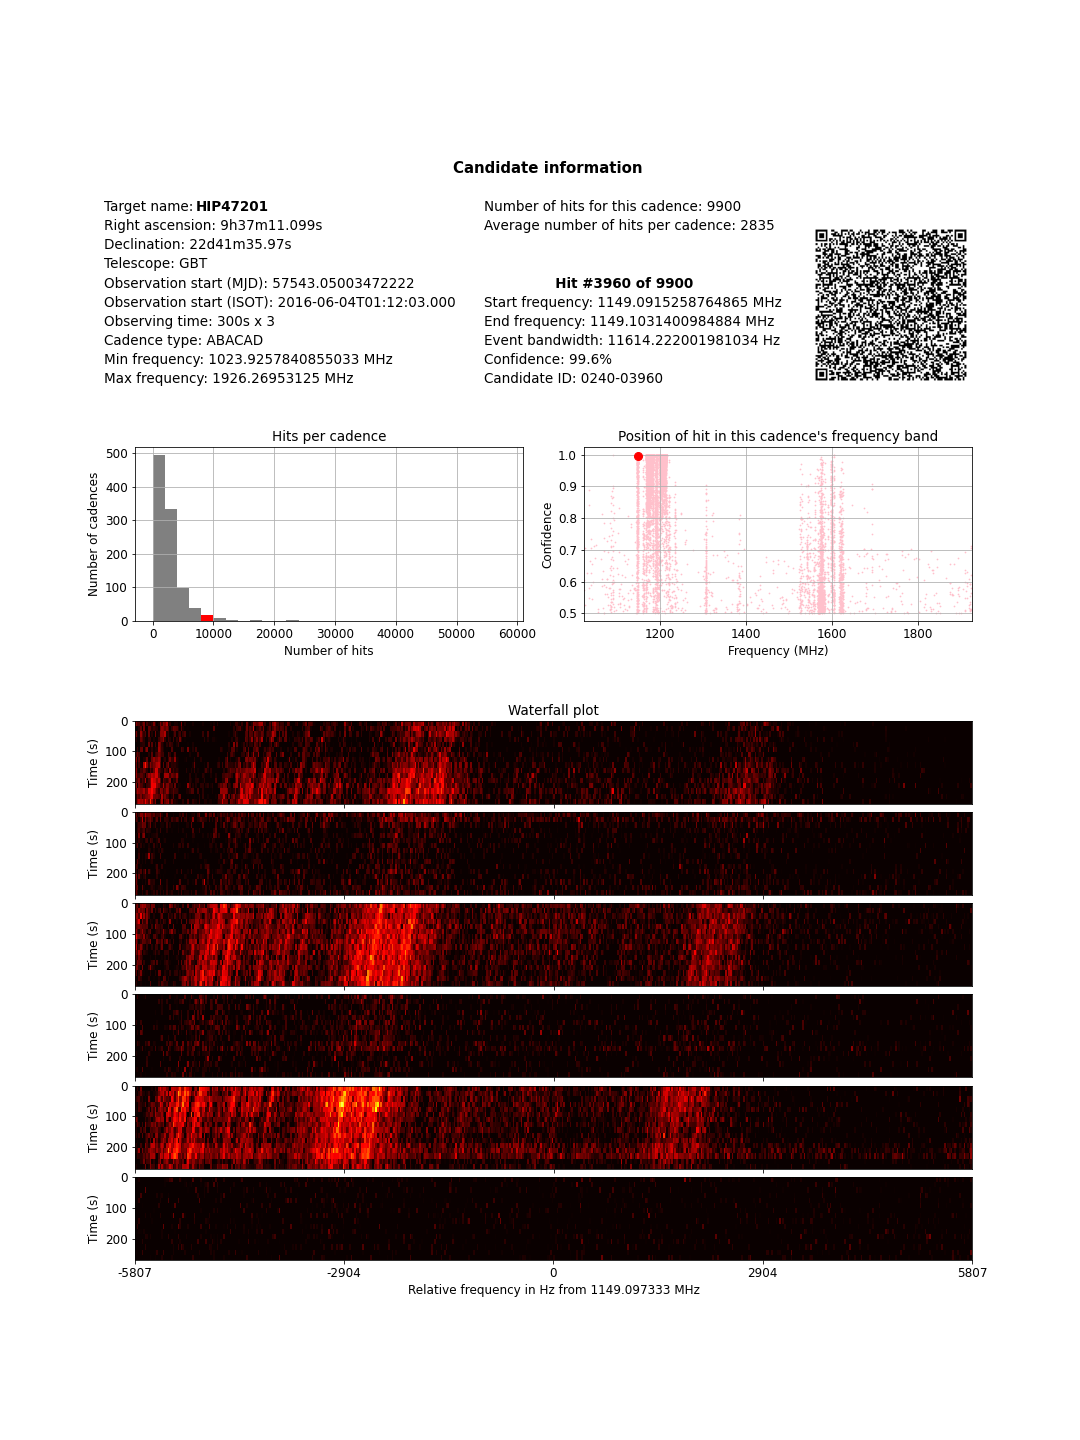 Candidate information
Target name: HIP47201
Right ascension: 9h37m11.099s
Declination: 22d41m35.97s
Telescope: GBT
Observation start (MJD): 57543.05003472222
Observation start (ISOT): 2016-06-04T01:12:03.000
Observing time: 300s x 3
Cadence type: ABACAD
Min frequency: 1023.9257840855033 MHz
Max frequency: 1926.26953125 MHz
Number of hits for this cadence: 9900
Average number of hits per cadence: 2835
Hit #3960 of 9900
Start frequency: 1149.0915258764865 MHz
End frequency: 1149.1031400984884 MHz
Event bandwidth: 11614.222001981034 Hz
Confidence: 99.6%
Candidate ID: 0240-03960
Hits per cadence
Number of cadences
500
400
300
200
100
0
0 10000 20000 30000 40000 50000 60000
Number of hits
Position of hit in this cadence's frequency band
Confidence
1.0
0.9
0.8
0.7
0.6
0.5
1200 1400 1600 1800
Frequency (MHz)
Waterfall plot
Time (s)
0
100
200
Time (s)
0
100
200
Time (s)
0
100
200
Time (s)
0
100
200
Time (s)
0
100
200
Time (s)
0
100
200
-5807 -2904 0 2904 5807
Relative frequency in Hz from 1149.097333 MHz